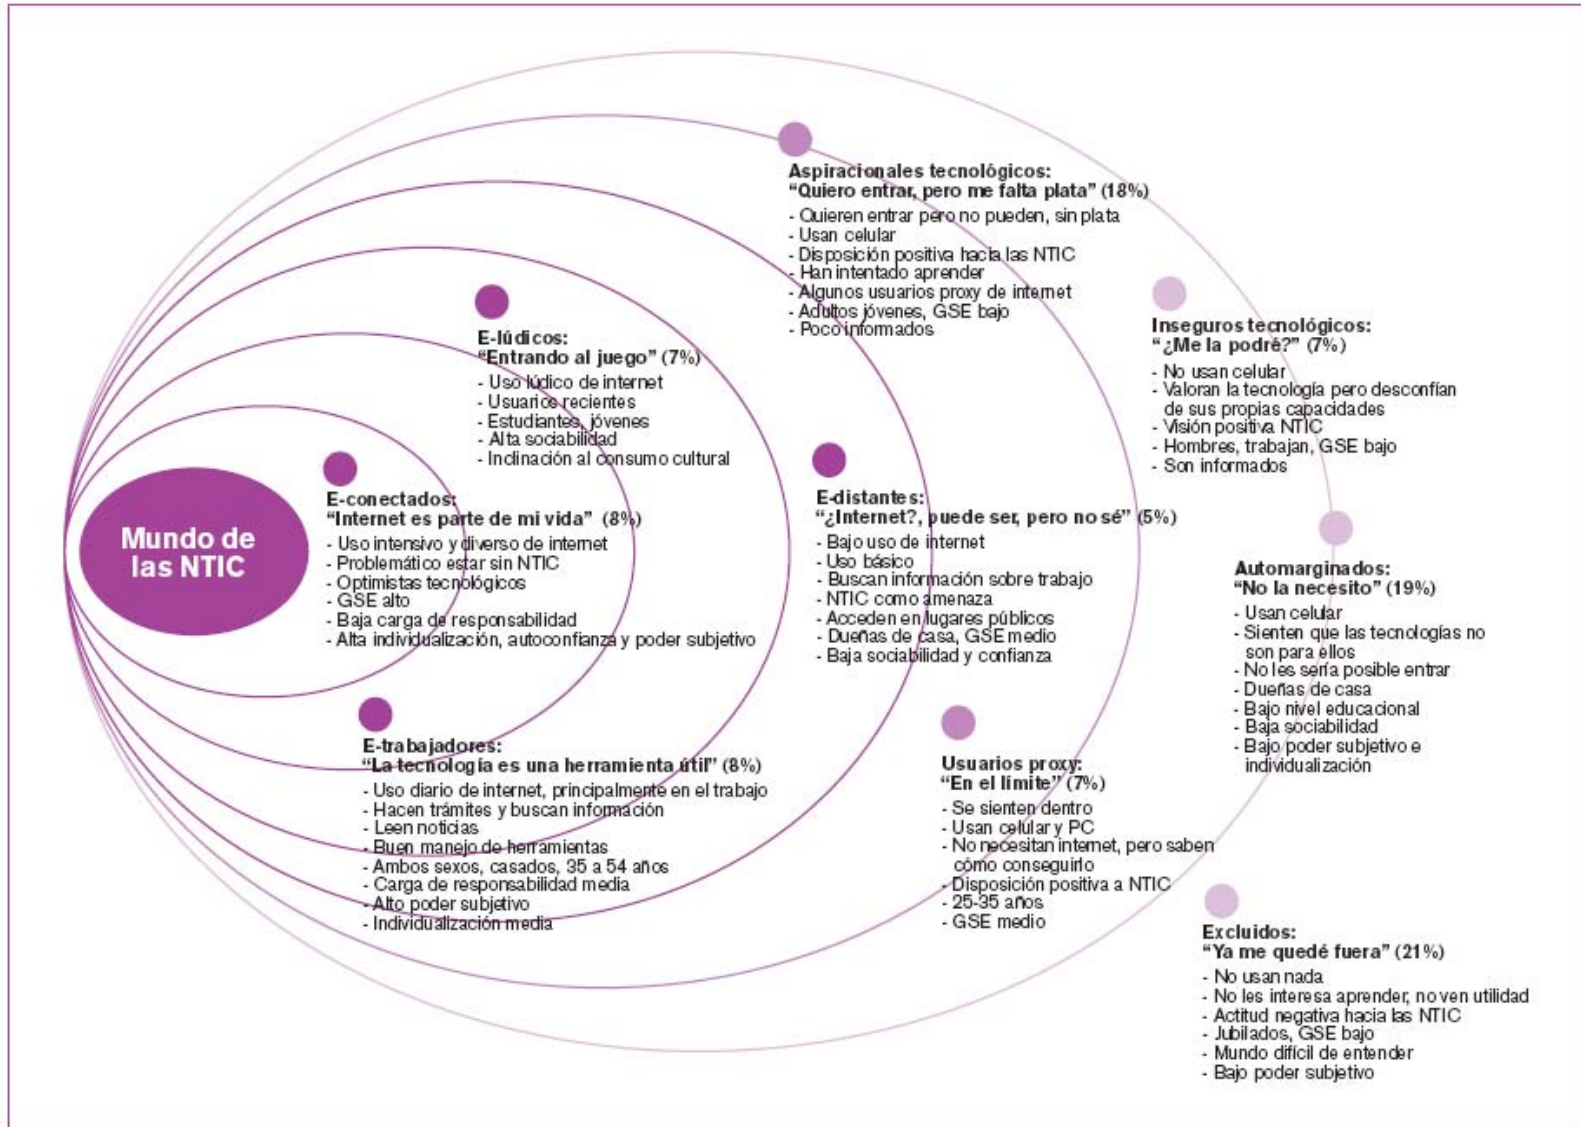 Aspiracionales tecnológicos:
“Quiero entrar, pero me falta plata” (18%)
- Quieren entrar pero no pueden, sin plata
- Usan celular
- Disposición positiva hacia las NTIC
- Han intentado aprender
- Algunos usuarios proxy de internet
- Adultos jóvenes, GSE bajo
- Poco informados
E-lúdicos:
“Entrando al juego” (7%)
- Uso lúdico de internet
- Usuarios recientes
- Estudiantes, jóvenes
- Alta sociabilidad
- Inclinación al consumo cultural
Inseguros tecnológicos:
“¿Me la podré?” (7%)
- No usan celular
- Valoran la tecnología pero desconfían
de sus propias capacidades
- Visión positiva NTIC
- Hombres, trabajan, GSE bajo
- Son informados
Mundo de
las NTIC
E-conectados:
“Internet es parte de mi vida” (8%)
- Uso intensivo y diverso de internet
- Problemático estar sin NTIC
- Optimistas tecnológicos
- GSE alto
- Baja carga de responsabilidad
- Alta individualización, autoconfianza y poder subjetivo
E-distantes:
“¿Internet?, puede ser, pero no sé” (5%)
- Bajo uso de internet
- Uso básico
- Buscan información sobre trabajo
- NTIC como amenaza
- Acceden en lugares públicos
- Dueñas de casa, GSE medio
- Baja sociabilidad y confianza
Automarginados:
“No la necesito” (19%)
- Usan celular
- Sienten que las tecnologías no
son para ellos
- No les sería posible entrar
- Dueñas de casa
- Bajo nivel educacional
- Baja sociabilidad
- Bajo poder subjetivo e
individualización
E-trabajadores:
“La tecnología es una herramienta útil” (8%)
- Uso diario de internet, principalmente en el trabajo
- Hacen trámites y buscan información
- Leen noticias
- Buen manejo de herramientas
- Ambos sexos, casados, 35 a 54 años
- Carga de responsabilidad media
- Alto poder subjetivo
- Individualización media
Usuarios proxy:
“En el límite” (7%)
- Se sienten dentro
- Usan celular y PC
- No necesitan internet, pero saben
cómo conseguirlo
- Disposición positiva a NTIC
- 25-35 años
- GSE medio
Excluidos:
“Ya me quedé fuera” (21%)
- No usan nada
- No les interesa aprender, no ven utilidad
- Actitud negativa hacia las NTIC
- Jubilados, GSE bajo
- Mundo difícil de entender
- Bajo poder subjetivo